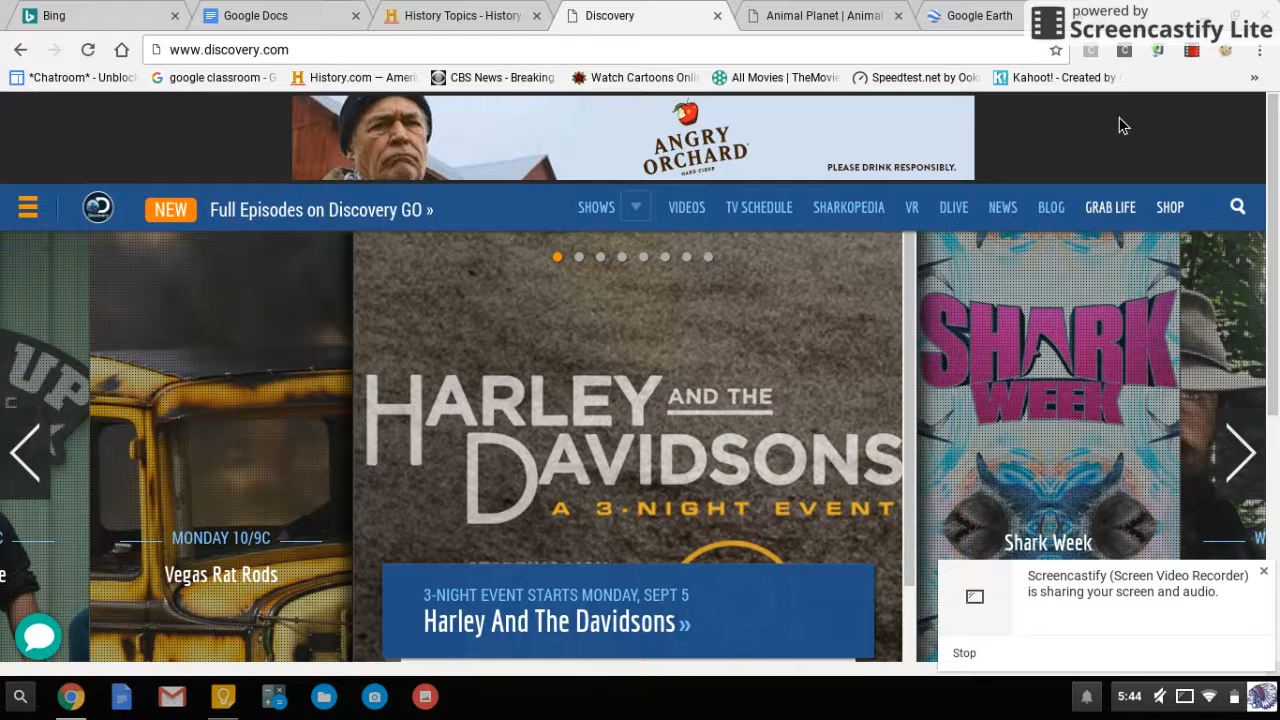 powered by
Screencastify Lite
Bing
Google Docs
History Topics - History
Discovery
Animal Planet | Animal
Google Earth
www.discovery.com
*Chatroom* - Unblock
google classroom - G
History.com — Ameri
CBS News - Breaking
Watch Cartoons Onli
All Movies | TheMovie
Speedtest.net by Ook
Kahoot! - Created by
»
ANGRY
ORCHARD
HARD CIDER
PLEASE DRINK RESPONSIBLY.
Discovery
NEW Full Episodes on Discovery GO »
SHOWS VIDEOS TV SCHEDULE SHARKOPEDIA VR DLIVE NEWS BLOG GRAB LIFE SHOP
UP
HARLEY AND THE
DAVIDSONS
A 3-NIGHT EVENT
SHARK
WEEK
MONDAY 10/9C
Vegas Rat Rods
Shark Week
3-NIGHT EVENT STARTS MONDAY, SEPT 5
Harley And The Davidsons »
Screencastify (Screen Video Recorder)
is sharing your screen and audio.
Stop
5:44